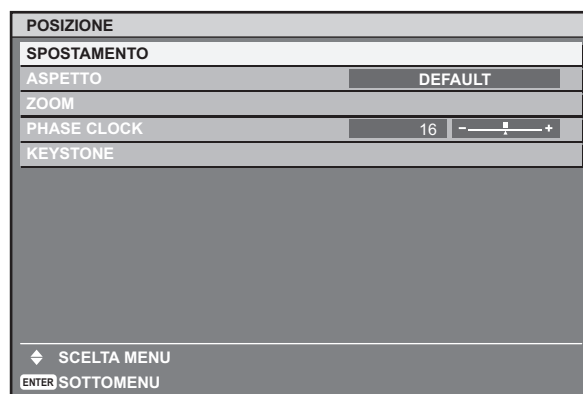 POSIZIONE
SPOSTAMENTO
ASPETTO DEFAULT
ZOOM
PHASE CLOCK 16 - +
KEYSTONE
SCELTA MENU
ENTER SOTTOMENU